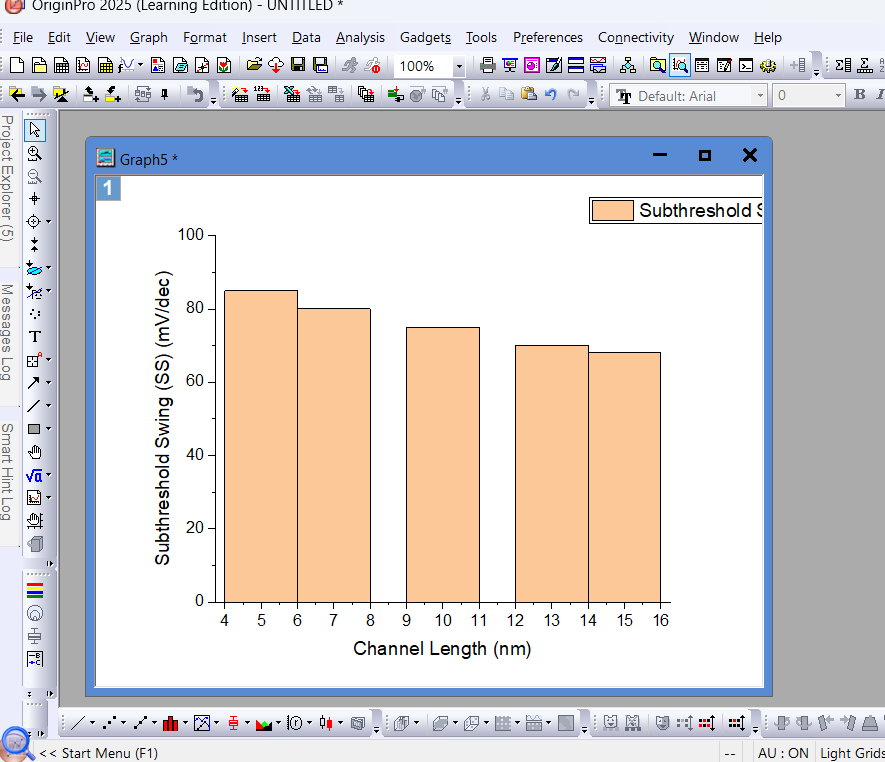 OriginPro 2025 (Learning Edition) - UNTITLED *
File Edit View Graph Format Insert Data Analysis Gadgets Tools Preferences Connectivity Window Help
100%
Default: Arial 0 B I
Project Explorer (5)
Messages Log
Smart Hint Log
Graph5 *
1
Subthreshold S
100
80
60
40
20
0
Subthreshold Swing (SS) (mV/dec)
4 5 6 7 8 9 10 11 12 13 14 15 16
Channel Length (nm)
T
√a
<< Start Menu (F1) -- AU : ON Light Grids